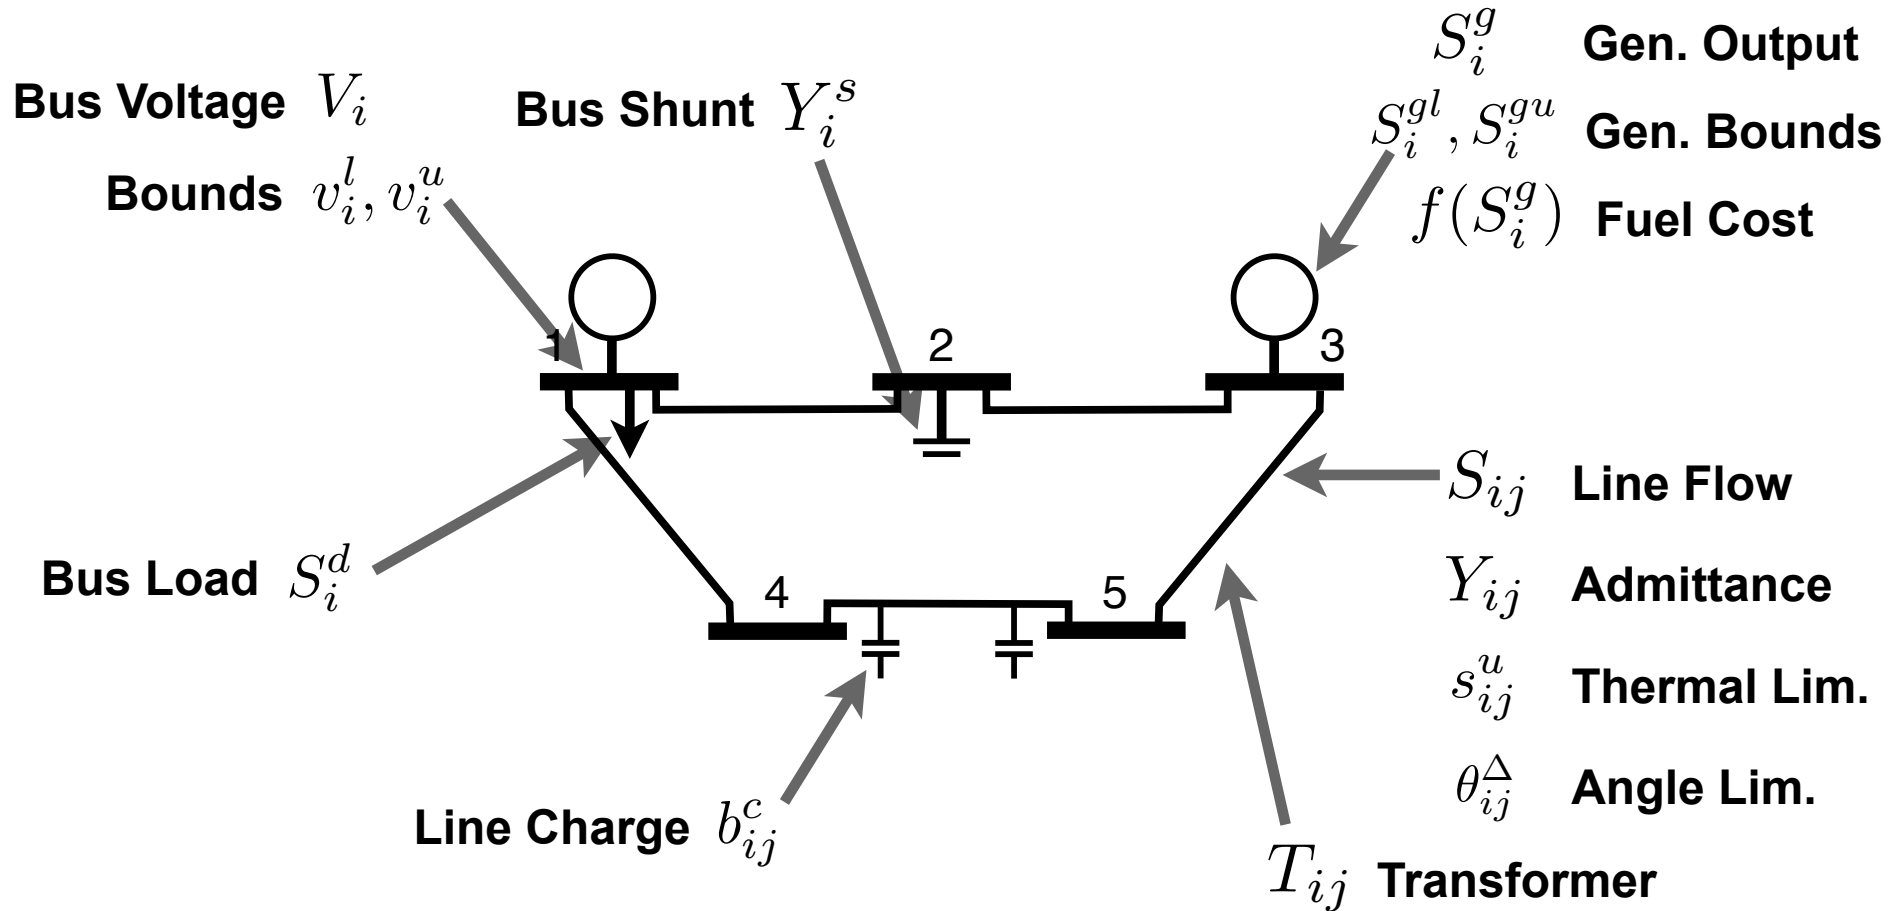 Bus Voltage V_i
Bounds v_i^l, v_i^u
Bus Shunt Y_i^s
S_i^g Gen. Output
S_i^{gl}, S_i^{gu} Gen. Bounds
f(S_i^g) Fuel Cost
1
2
3
Bus Load S_i^d
4
5
S_{ij} Line Flow
Y_{ij} Admittance
s_{ij}^u Thermal Lim.
θ_{ij}^Δ Angle Lim.
Line Charge b_{ij}^c
T_{ij} Transformer